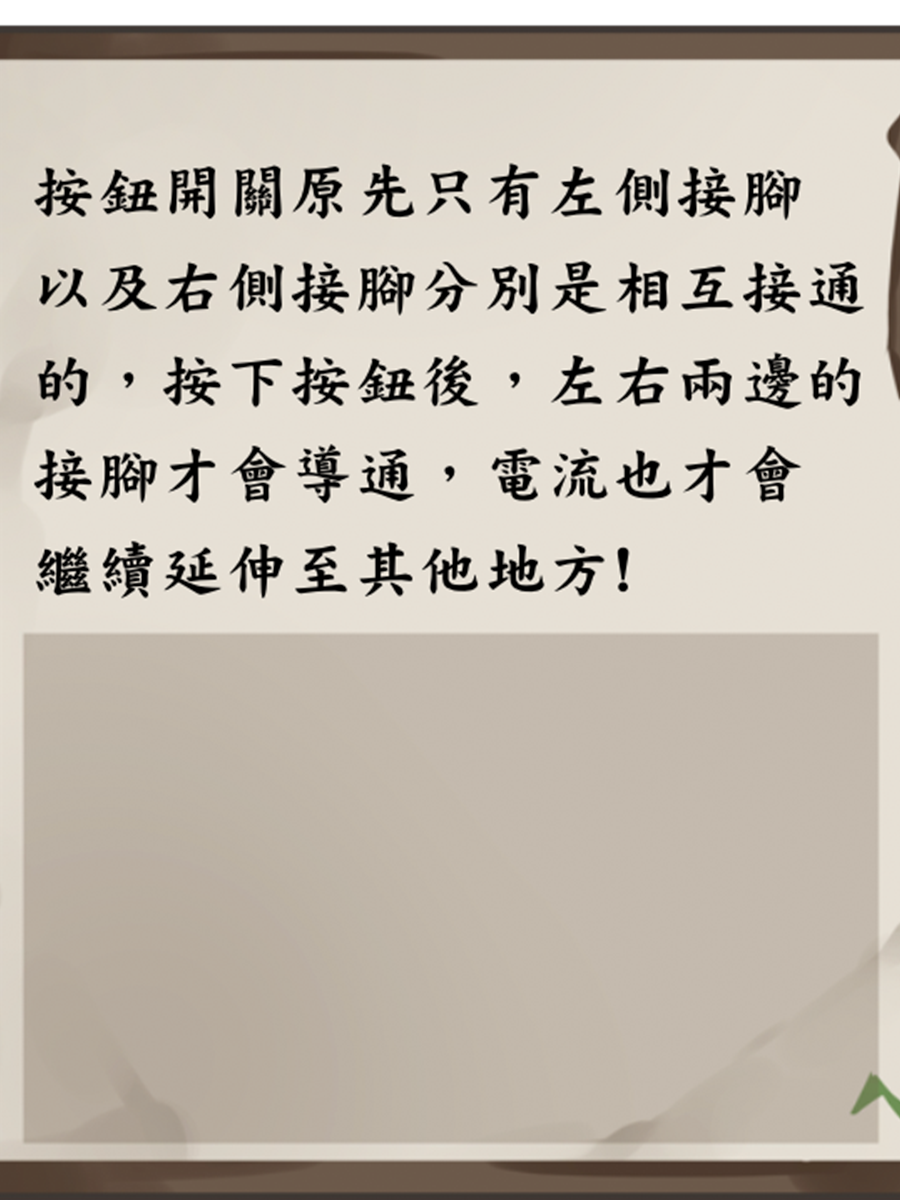 按鈕開關原先只有左側接腳
以及右側接腳分別是相互接通
的，按下按鈕後，左右兩邊的
接腳才會導通，電流也才會
繼續延伸至其他地方!